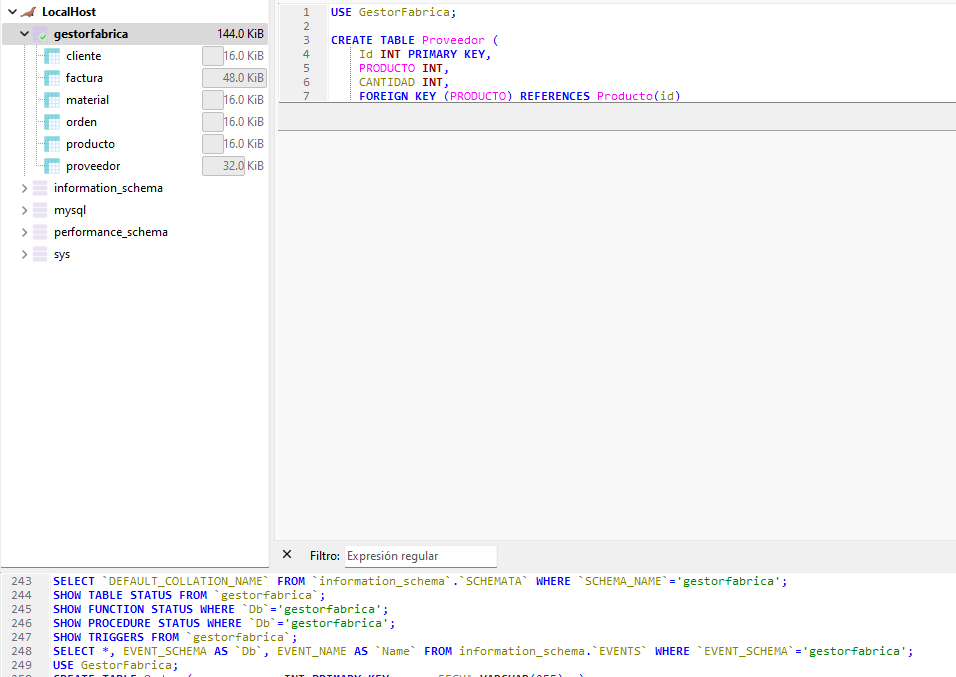 LocalHost
gestorfabrica 144.0 KiB
cliente 16.0 KiB
factura 48.0 KiB
material 16.0 KiB
orden 16.0 KiB
producto 16.0 KiB
proveedor 32.0 KiB
information_schema
mysql
performance_schema
sys
1 USE GestorFabrica;
2
3 CREATE TABLE Proveedor (
4 Id INT PRIMARY KEY,
5 PRODUCTO INT,
6 CANTIDAD INT,
7 FOREIGN KEY (PRODUCTO) REFERENCES Producto(id)
Filtro: Expresión regular
243 SELECT `DEFAULT_COLLATION_NAME` FROM `information_schema`.`SCHEMATA` WHERE `SCHEMA_NAME`='gestorfabrica';
244 SHOW TABLE STATUS FROM `gestorfabrica`;
245 SHOW FUNCTION STATUS WHERE `Db`='gestorfabrica';
246 SHOW PROCEDURE STATUS WHERE `Db`='gestorfabrica';
247 SHOW TRIGGERS FROM `gestorfabrica`;
248 SELECT *, EVENT_SCHEMA AS `Db`, EVENT_NAME AS `Name` FROM information_schema.`EVENTS` WHERE `EVENT_SCHEMA`='gestorfabrica';
249 USE GestorFabrica;